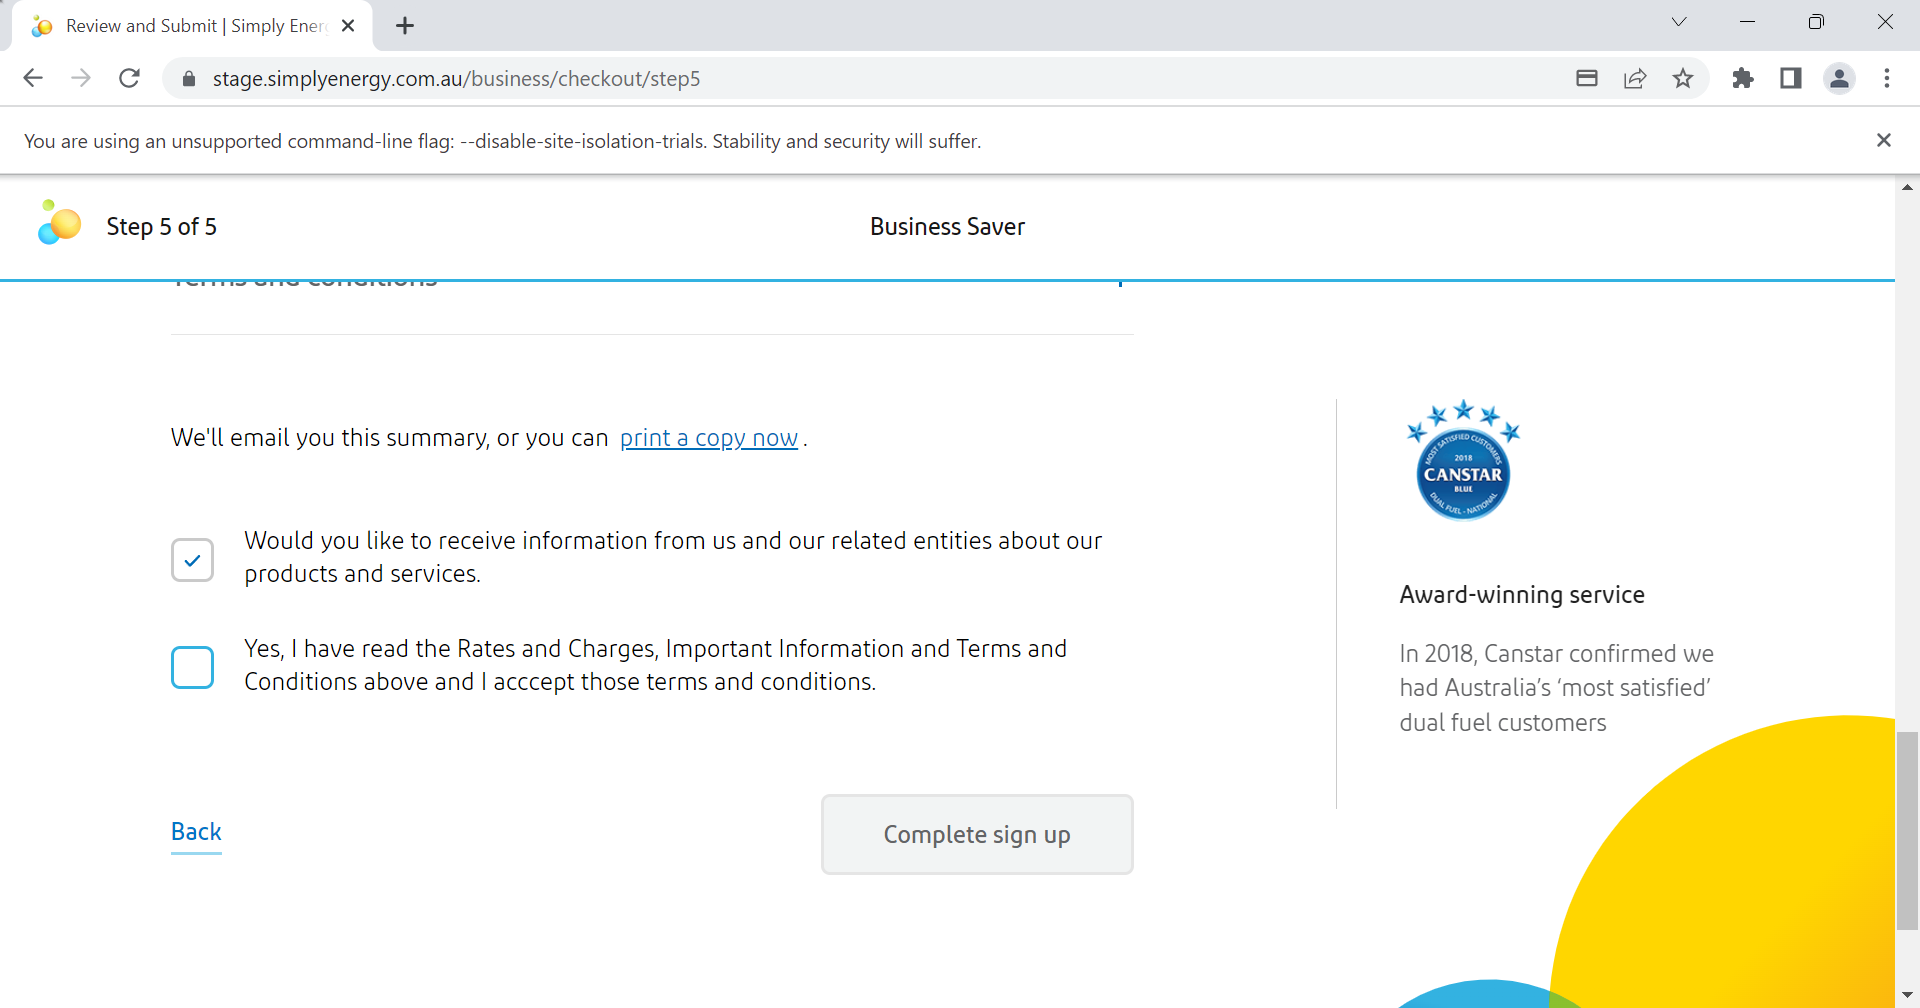 Review and Submit | Simply Ener
stage.simplyenergy.com.au/business/checkout/step5
You are using an unsupported command-line flag: --disable-site-isolation-trials. Stability and security will suffer.
Step 5 of 5
Business Saver
Terms and conditions
We'll email you this summary, or you can print a copy now .
Would you like to receive information from us and our related entities about our
products and services.
Yes, I have read the Rates and Charges, Important Information and Terms and
Conditions above and I acccept those terms and conditions.
Back
Complete sign up
MOST SATISFIED CUSTOMERS
2018
CANSTAR
BLUE
DUAL FUEL - NATIONAL
Award-winning service
In 2018, Canstar confirmed we
had Australia’s ‘most satisfied’
dual fuel customers